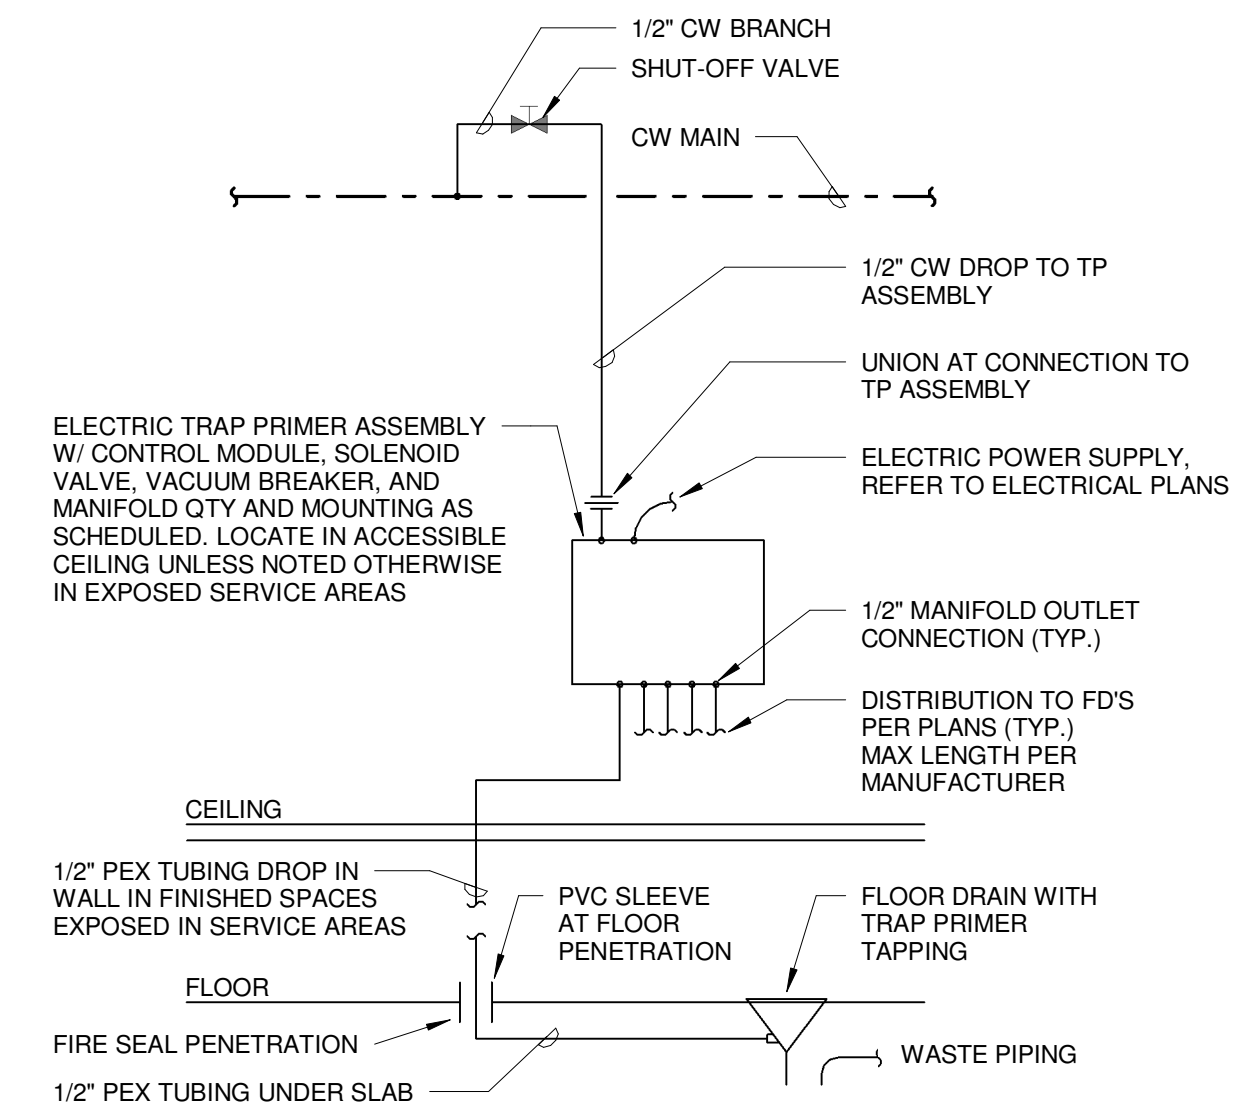 1/2" CW BRANCH
SHUT-OFF VALVE
CW MAIN
1/2" CW DROP TO TP
ASSEMBLY
UNION AT CONNECTION TO
TP ASSEMBLY
ELECTRIC TRAP PRIMER ASSEMBLY
W/ CONTROL MODULE, SOLENOID
VALVE, VACUUM BREAKER, AND
MANIFOLD QTY AND MOUNTING AS
SCHEDULED. LOCATE IN ACCESSIBLE
CEILING UNLESS NOTED OTHERWISE
IN EXPOSED SERVICE AREAS
ELECTRIC POWER SUPPLY,
REFER TO ELECTRICAL PLANS
1/2" MANIFOLD OUTLET
CONNECTION (TYP.)
DISTRIBUTION TO FD'S
PER PLANS (TYP.)
MAX LENGTH PER
MANUFACTURER
CEILING
1/2" PEX TUBING DROP IN
WALL IN FINISHED SPACES
EXPOSED IN SERVICE AREAS
PVC SLEEVE
AT FLOOR
PENETRATION
FLOOR DRAIN WITH
TRAP PRIMER
TAPPING
FLOOR
FIRE SEAL PENETRATION
WASTE PIPING
1/2" PEX TUBING UNDER SLAB